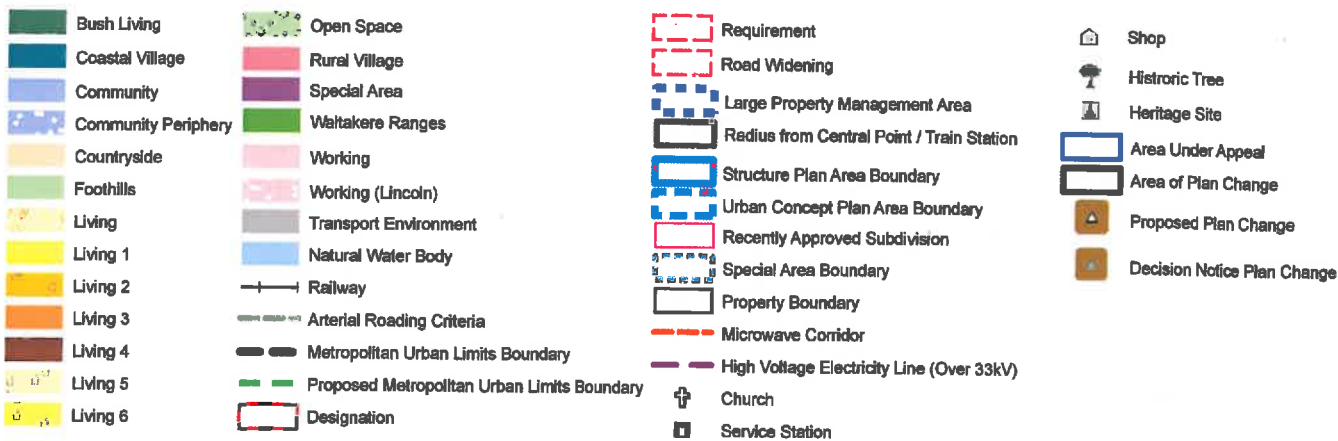 Bush Living
Coastal Village
Community
Community Periphery
Countryside
Foothills
Living
Living 1
Living 2
Living 3
Living 4
Living 5
Living 6
Open Space
Rural Village
Special Area
Waitakere Ranges
Working
Working (Lincoln)
Transport Environment
Natural Water Body
Railway
Arterial Roading Criteria
Metropolitan Urban Limits Boundary
Proposed Metropolitan Urban Limits Boundary
Designation
Requirement
Road Widening
Large Property Management Area
Radius from Central Point / Train Station
Structure Plan Area Boundary
Urban Concept Plan Area Boundary
Recently Approved Subdivision
Special Area Boundary
Property Boundary
Microwave Corridor
High Voltage Electricity Line (Over 33kV)
Church
Service Station
Shop
Histroric Tree
Heritage Site
Area Under Appeal
Area of Plan Change
Proposed Plan Change
Decision Notice Plan Change